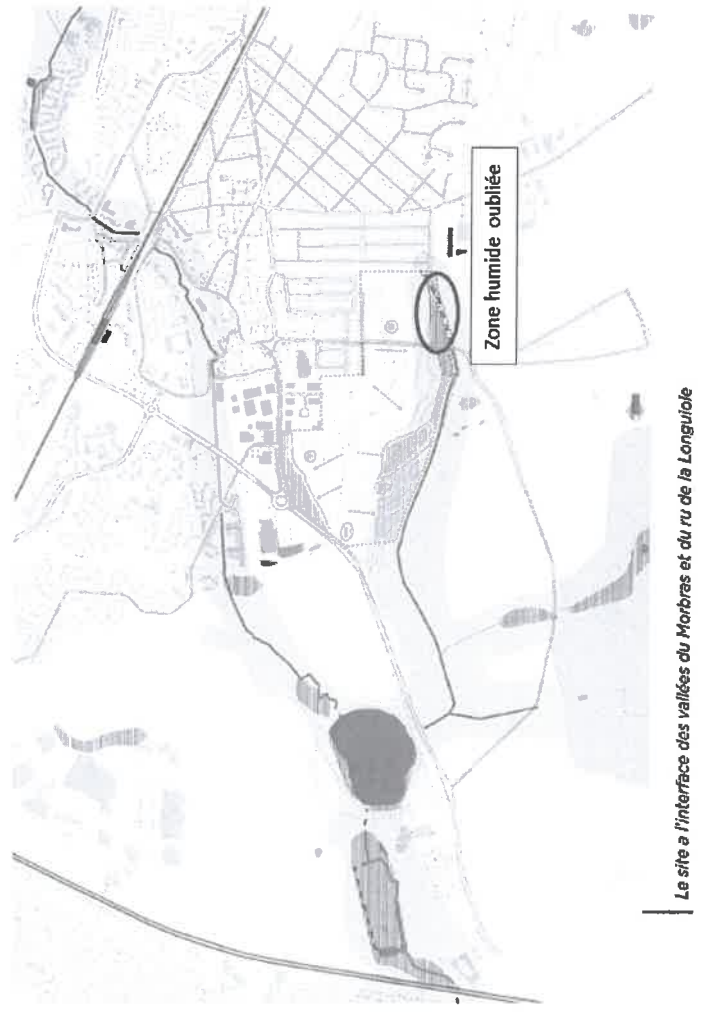 Zone humide oubliée
Le site a l'interface des vallées du Morbras et du ru de la Longuiole